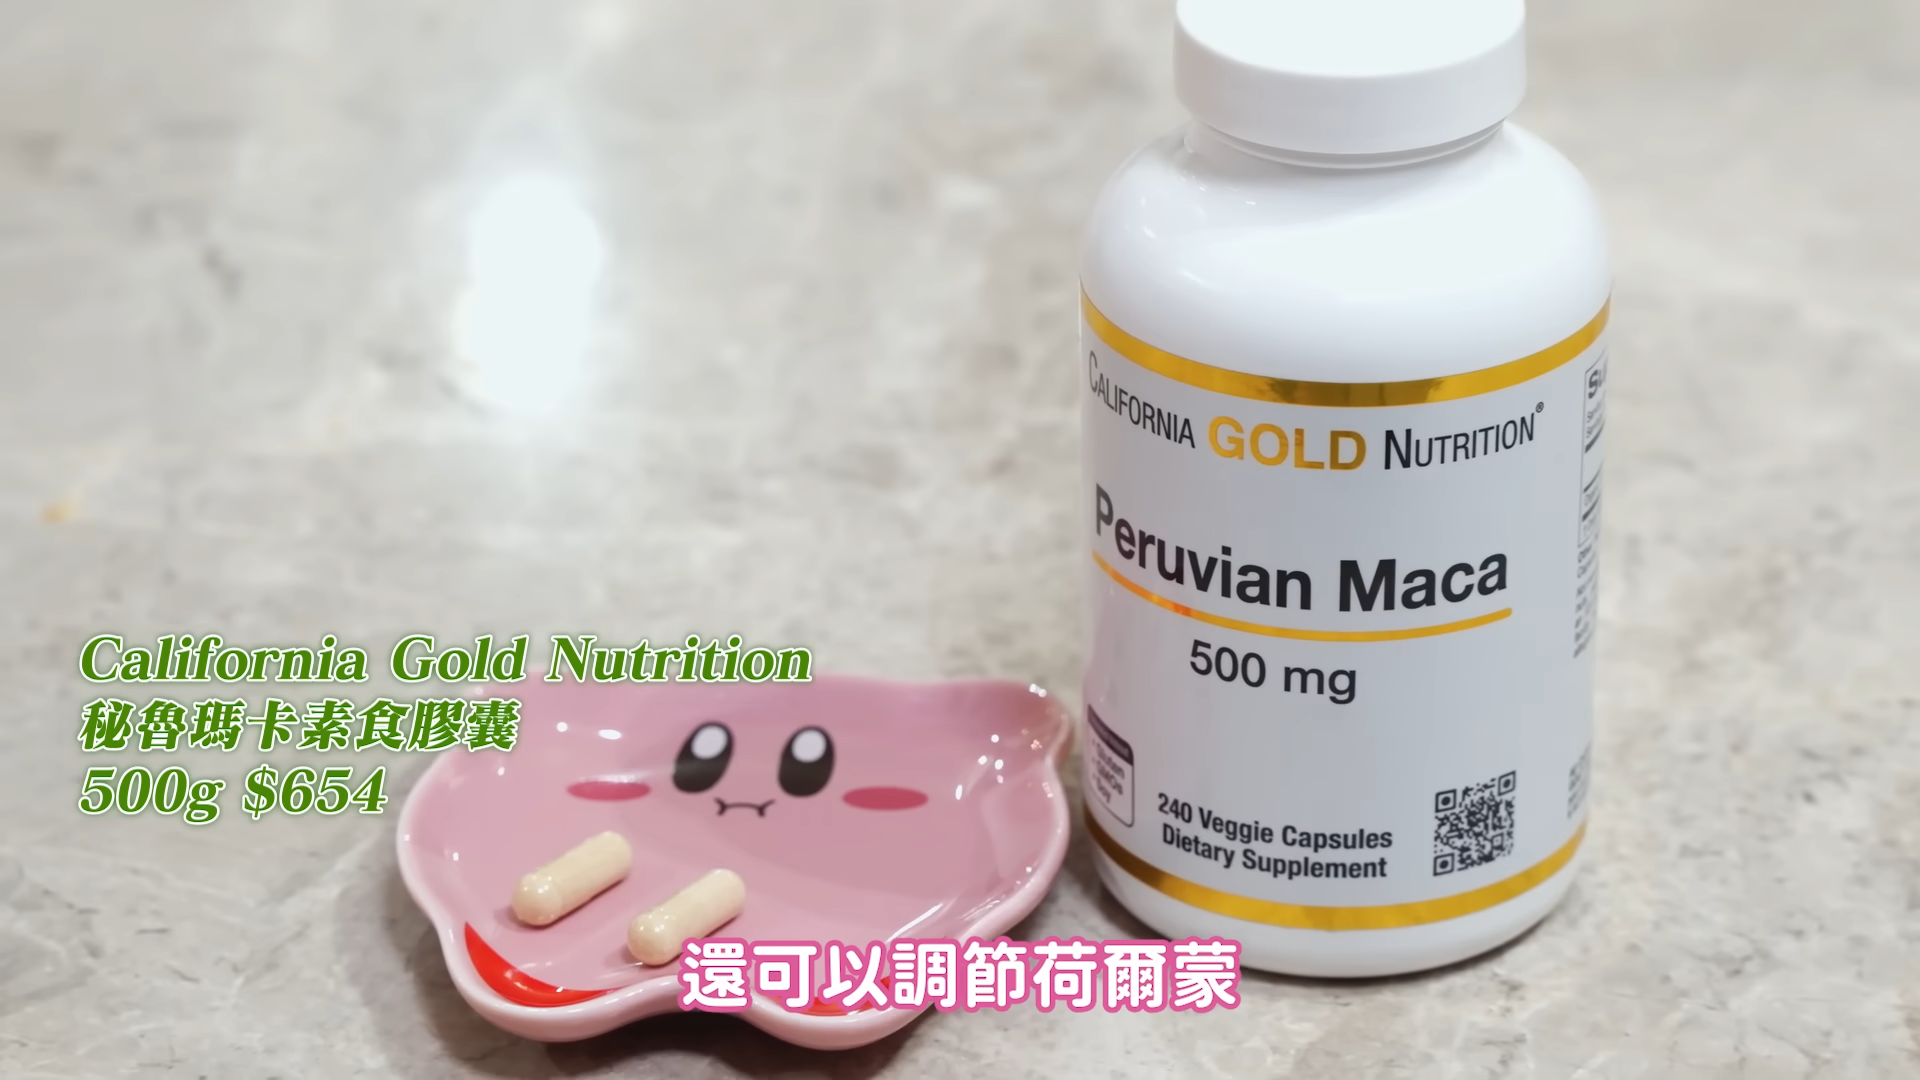 CALIFORNIA GOLD NUTRITION®
Peruvian Maca
500 mg
240 Veggie Capsules
Dietary Supplement
California Gold Nutrition
秘魯瑪卡素食膠囊
500g $654
還可以調節荷爾蒙